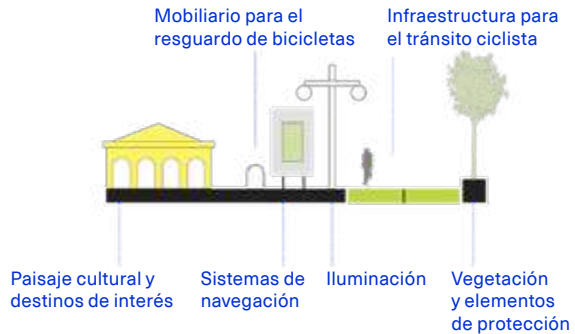 Mobiliario para el
resguardo de bicicletas
Infraestructura para
el tránsito ciclista
Paisaje cultural y
destinos de interés
Sistemas de
navegación
Iluminación
Vegetación
y elementos
de protección